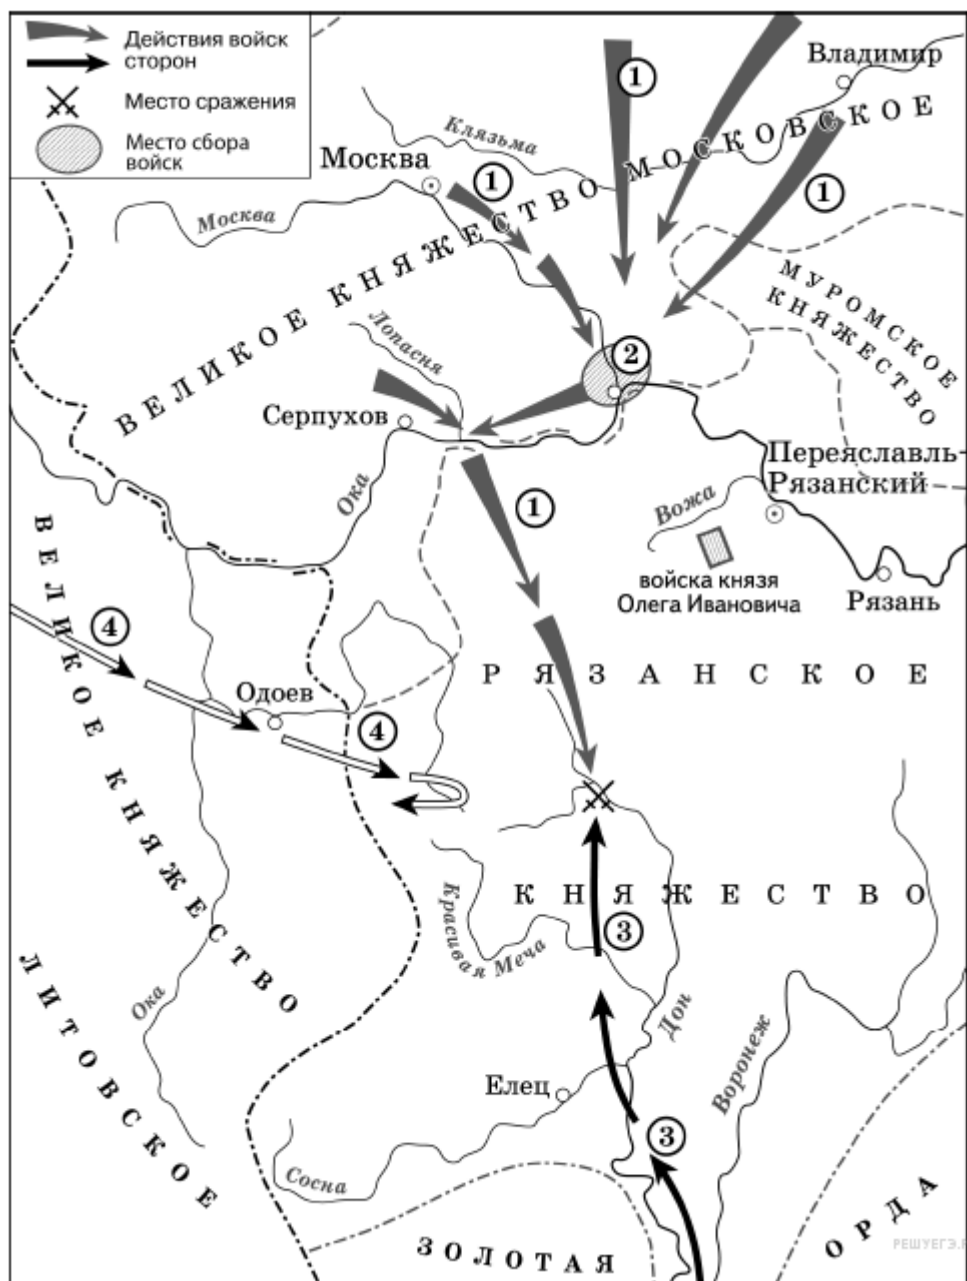 Действия войск
сторон
Место сражения
Место сбора
войск
Владимир
1
Клязьма
Москва
1
1
Москва
ВЕЛИКОЕ КНЯЖЕСТВО МОСКОВСКОЕ
МУРОМСКОЕ
КНЯЖЕСТВО
Лопасня
2
Серпухов
Переяславль-
Рязанский
Ока
1
Вожа
войска князя
Олега Ивановича
Рязань
4
РЯЗАНСКОЕ
Одоев
4
КНЯЖЕСТВО
3
Красивая Меча
ВЕЛИКОЕ КНЯЖЕСТВО
ЛИТОВСКОЕ
Ока
Дон
Воронеж
Елец
3
Сосна
ЗОЛОТАЯ
ОРДА
РЕШУЕГЭ.Р